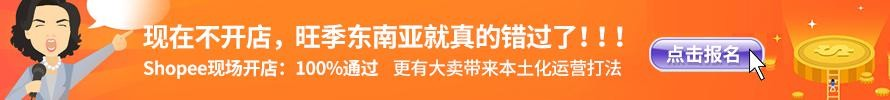 现在不开店，旺季东南亚就真的错过了！！！
Shopee现场开店：100%通过 更有大卖带来本土化运营打法
点击报名